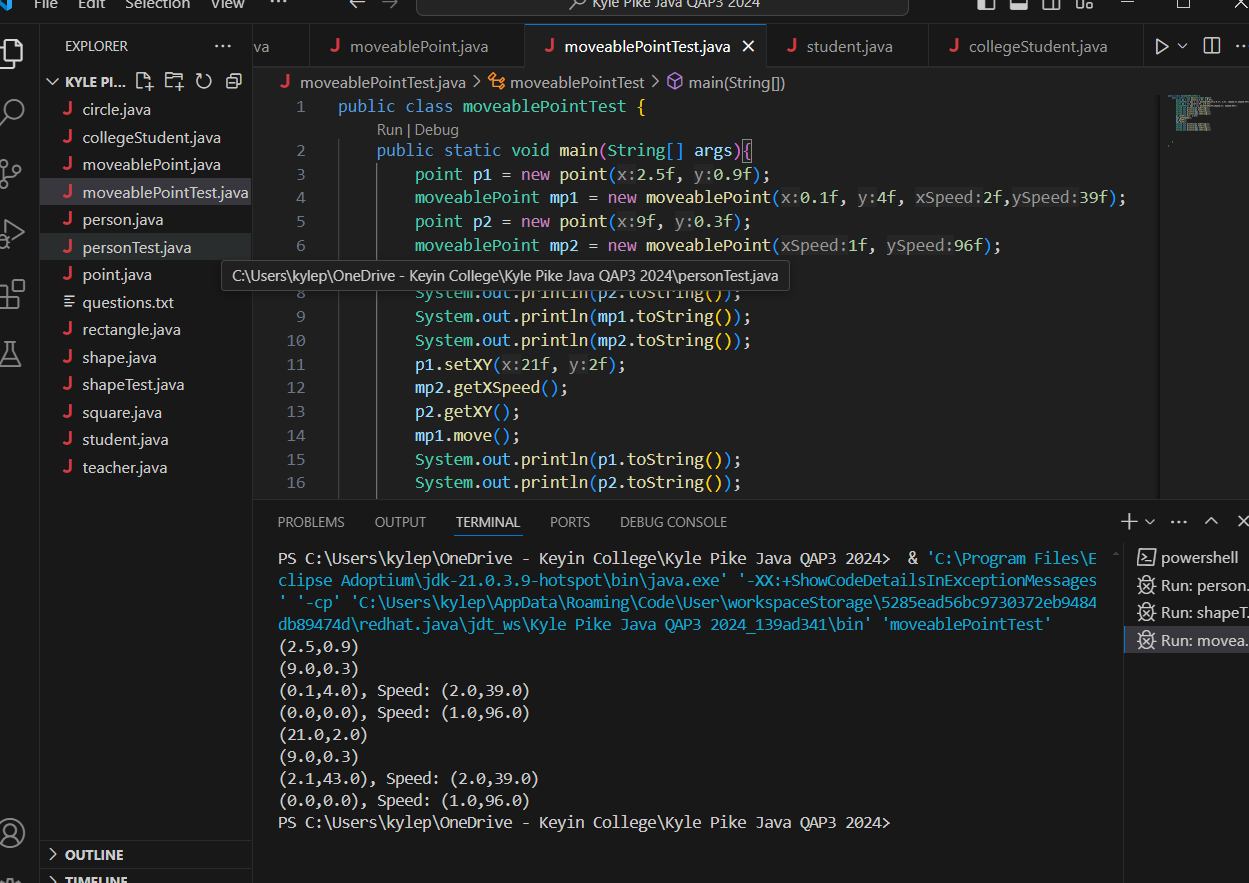 File Edit Selection View ··· Kyle Pike Java QAP3 2024
EXPLORER ···
KYLE PI...
circle.java
collegeStudent.java
moveablePoint.java
moveablePointTest.java
person.java
personTest.java
point.java
questions.txt
rectangle.java
shape.java
shapeTest.java
square.java
student.java
teacher.java
OUTLINE
TIMELINE
va moveablePoint.java moveablePointTest.java student.java collegeStudent.java
moveablePointTest.java > moveablePointTest > main(String[])
1 public class moveablePointTest {
Run | Debug
2 public static void main(String[] args){
3 point p1 = new point(x:2.5f, y:0.9f);
4 moveablePoint mp1 = new moveablePoint(x:0.1f, y:4f, xSpeed:2f,ySpeed:39f);
5 point p2 = new point(x:9f, y:0.3f);
6 moveablePoint mp2 = new moveablePoint(xSpeed:1f, ySpeed:96f);
C:\Users\kylep\OneDrive - Keyin College\Kyle Pike Java QAP3 2024\personTest.java
8 System.out.println(p2.toString());
9 System.out.println(mp1.toString());
10 System.out.println(mp2.toString());
11 p1.setXY(x:21f, y:2f);
12 mp2.getXSpeed();
13 p2.getXY();
14 mp1.move();
15 System.out.println(p1.toString());
16 System.out.println(p2.toString());
PROBLEMS OUTPUT TERMINAL PORTS DEBUG CONSOLE
PS C:\Users\kylep\OneDrive - Keyin College\Kyle Pike Java QAP3 2024> & 'C:\Program Files\E
clipse Adoptium\jdk-21.0.3.9-hotspot\bin\java.exe' '-XX:+ShowCodeDetailsInExceptionMessages
' '-cp' 'C:\Users\kylep\AppData\Roaming\Code\User\workspaceStorage\5285ead56bc9730372eb9484
db89474d\redhat.java\jdt_ws\Kyle Pike Java QAP3 2024_139ad341\bin' 'moveablePointTest'
(2.5,0.9)
(9.0,0.3)
(0.1,4.0), Speed: (2.0,39.0)
(0.0,0.0), Speed: (1.0,96.0)
(21.0,2.0)
(9.0,0.3)
(2.1,43.0), Speed: (2.0,39.0)
(0.0,0.0), Speed: (1.0,96.0)
PS C:\Users\kylep\OneDrive - Keyin College\Kyle Pike Java QAP3 2024>
powershell
Run: person.
Run: shapeT.
Run: movea.